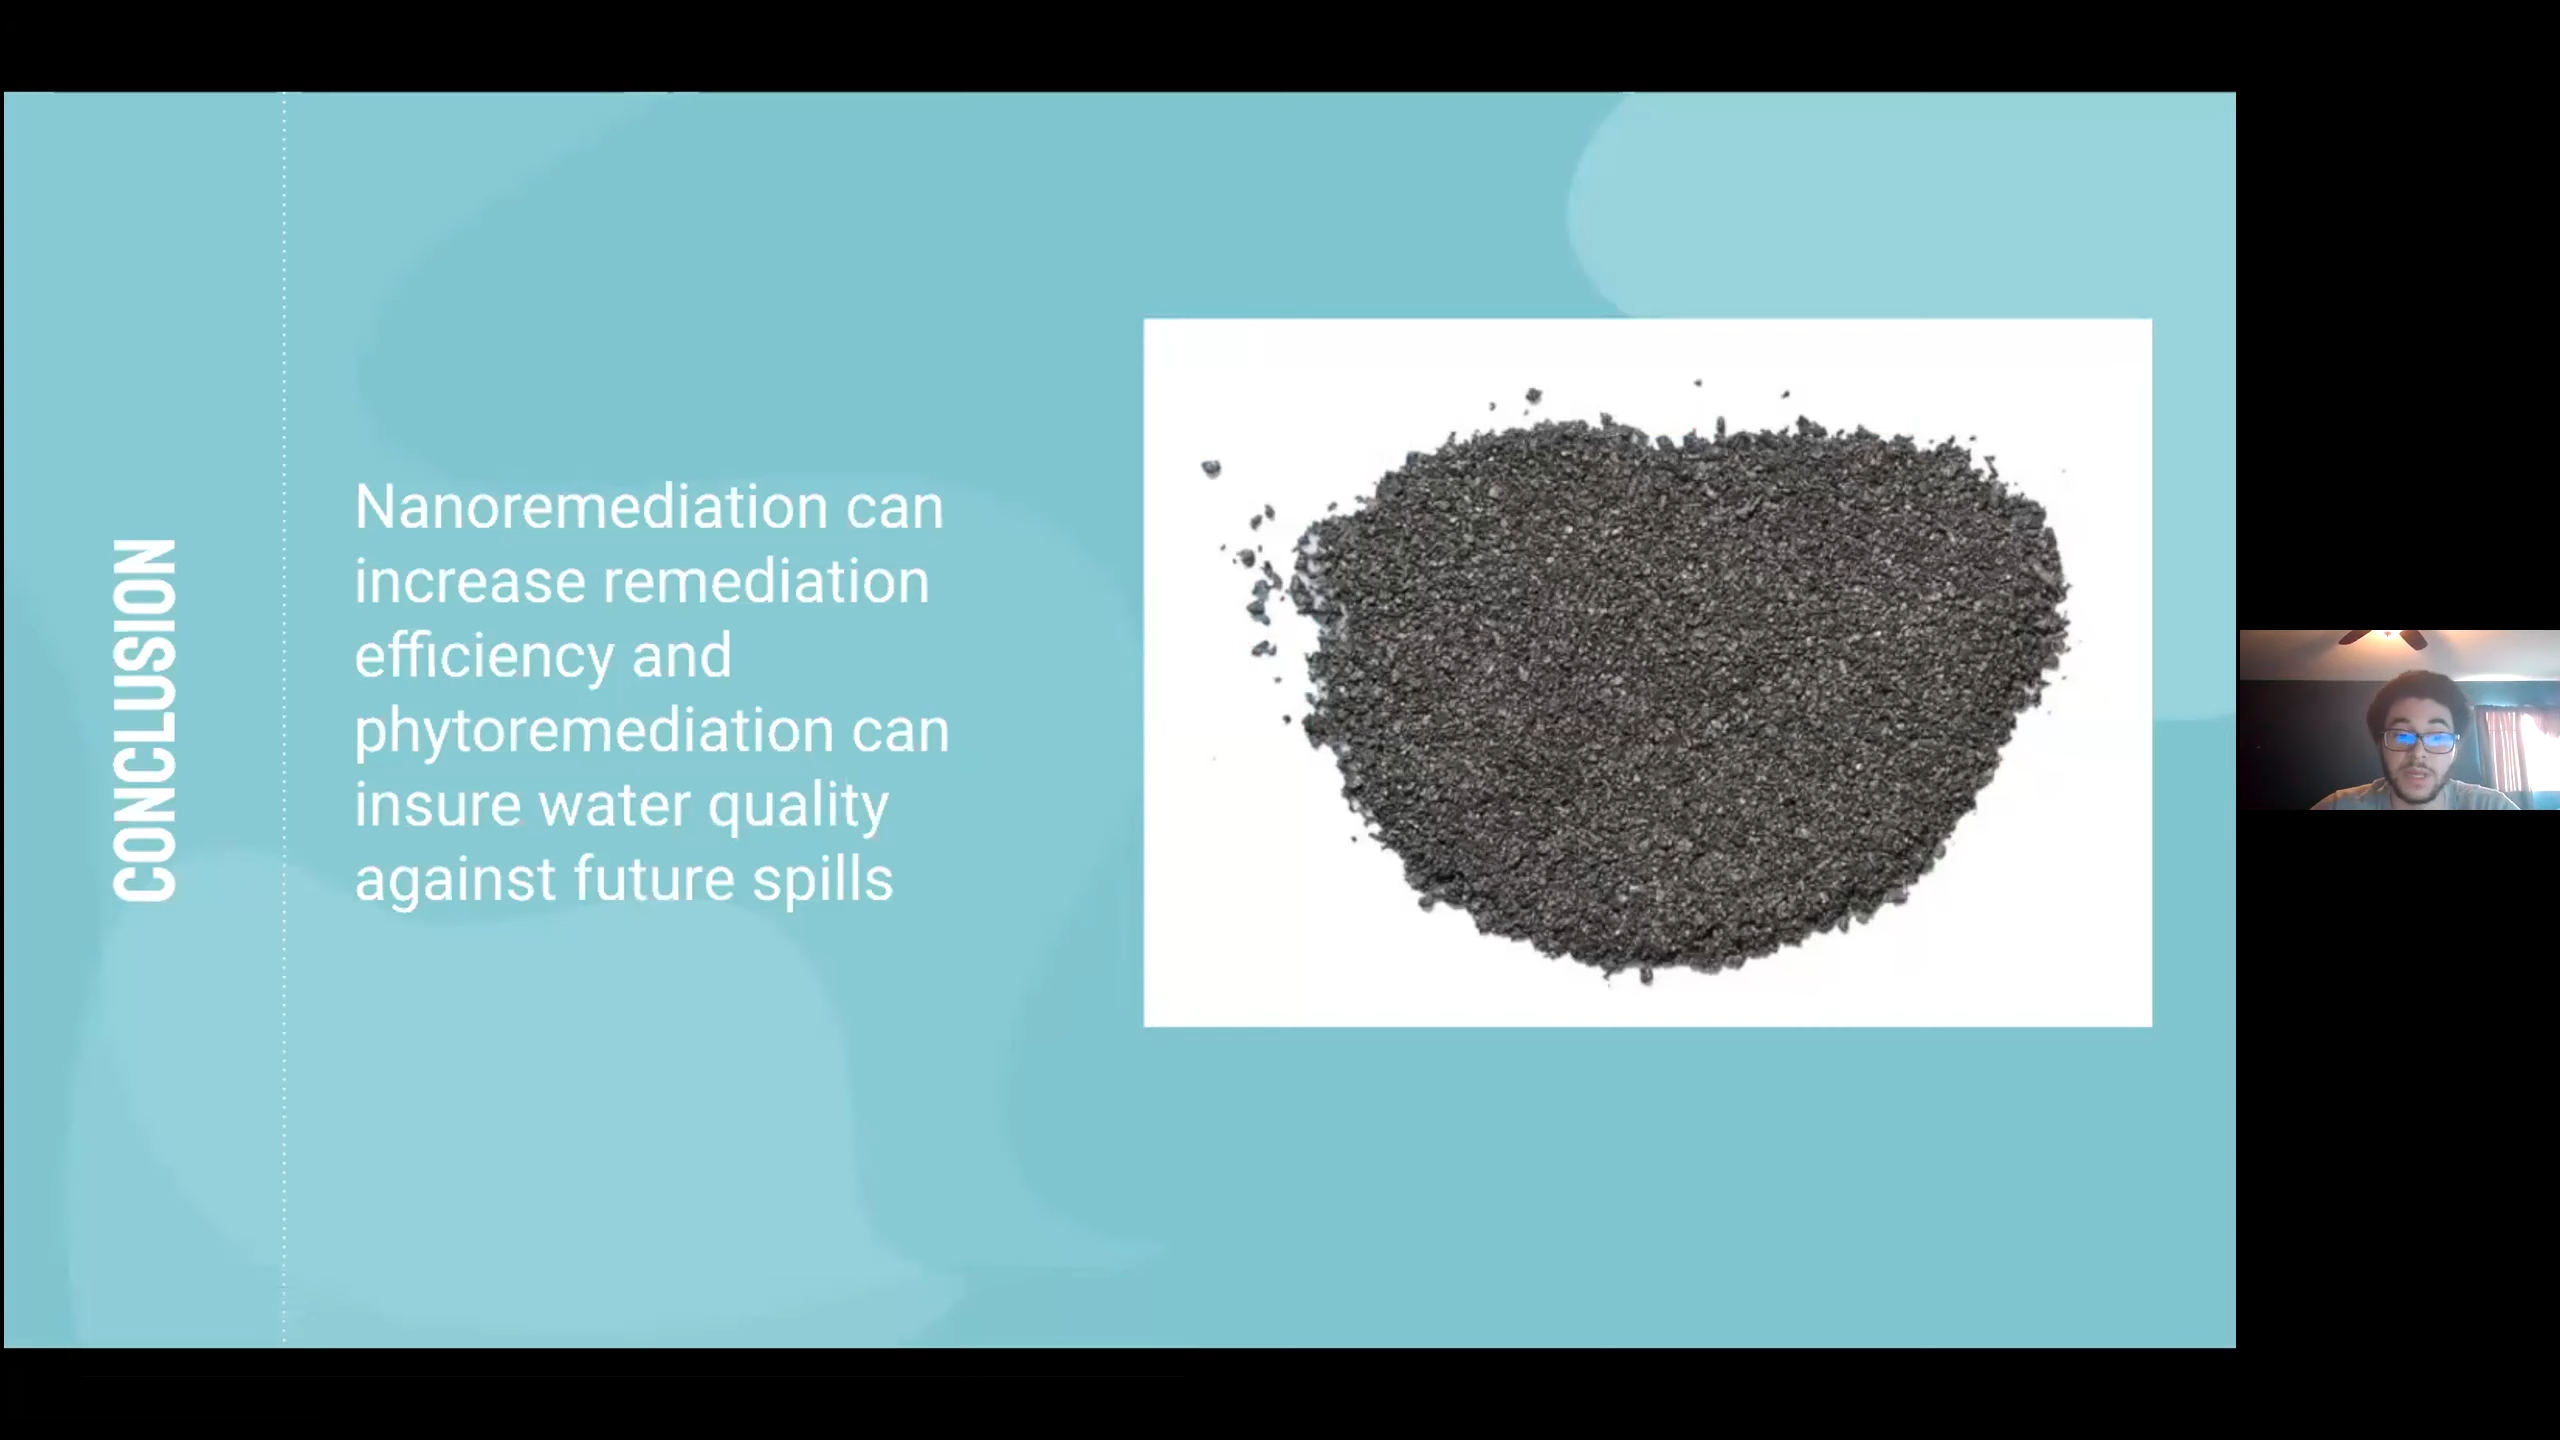 CONCLUSION
Nanoremediation can
increase remediation
efficiency and
phytoremediation can
insure water quality
against future spills